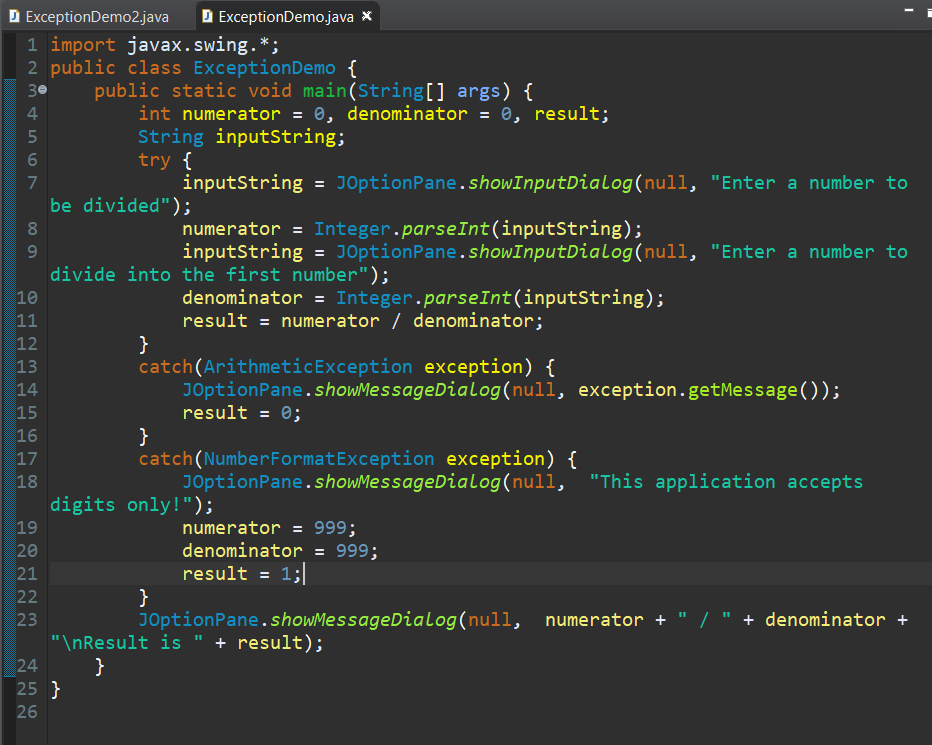 ExceptionDemo2.java ExceptionDemo.java
1 import javax.swing.*;
2 public class ExceptionDemo {
3 public static void main(String[] args) {
4 int numerator = 0, denominator = 0, result;
5 String inputString;
6 try {
7 inputString = JOptionPane.showInputDialog(null, "Enter a number to
be divided");
8 numerator = Integer.parseInt(inputString);
9 inputString = JOptionPane.showInputDialog(null, "Enter a number to
divide into the first number");
10 denominator = Integer.parseInt(inputString);
11 result = numerator / denominator;
12 }
13 catch(ArithmeticException exception) {
14 JOptionPane.showMessageDialog(null, exception.getMessage());
15 result = 0;
16 }
17 catch(NumberFormatException exception) {
18 JOptionPane.showMessageDialog(null, "This application accepts
digits only!");
19 numerator = 999;
20 denominator = 999;
21 result = 1;
22 }
23 JOptionPane.showMessageDialog(null, numerator + " / " + denominator +
"\nResult is " + result);
24 }
25 }
26